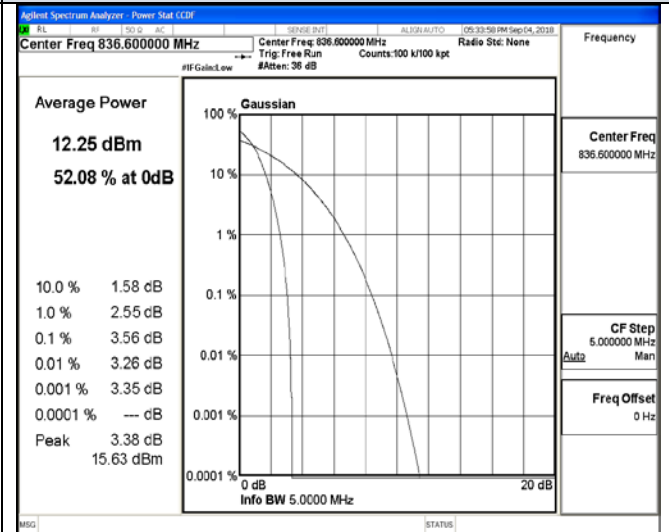 Agilent Spectrum Analyzer - Power Stat CCDF
RL RF 50 Ω AC SENSE:INT ALIGN AUTO 05:33:58 PM Sep 04, 2018
Center Freq 836.600000 MHz
Center Freq: 836.600000 MHz
Radio Std: None
Trig: Free Run Counts:100 k/100 kpt
#IFGain:Low #Atten: 36 dB
Frequency
Average Power
12.25 dBm
52.08 % at 0dB
10.0 % 1.58 dB
1.0 % 2.55 dB
0.1 % 3.56 dB
0.01 % 3.26 dB
0.001 % 3.35 dB
0.0001 % --- dB
Peak 3.38 dB
15.63 dBm
Gaussian
100 %
10 %
1 %
0.1 %
0.01 %
0.001 %
0.0001 %
0 dB 20 dB
Info BW 5.0000 MHz
Center Freq
836.600000 MHz
CF Step
5.000000 MHz
Auto Man
Freq Offset
0 Hz
MSG STATUS